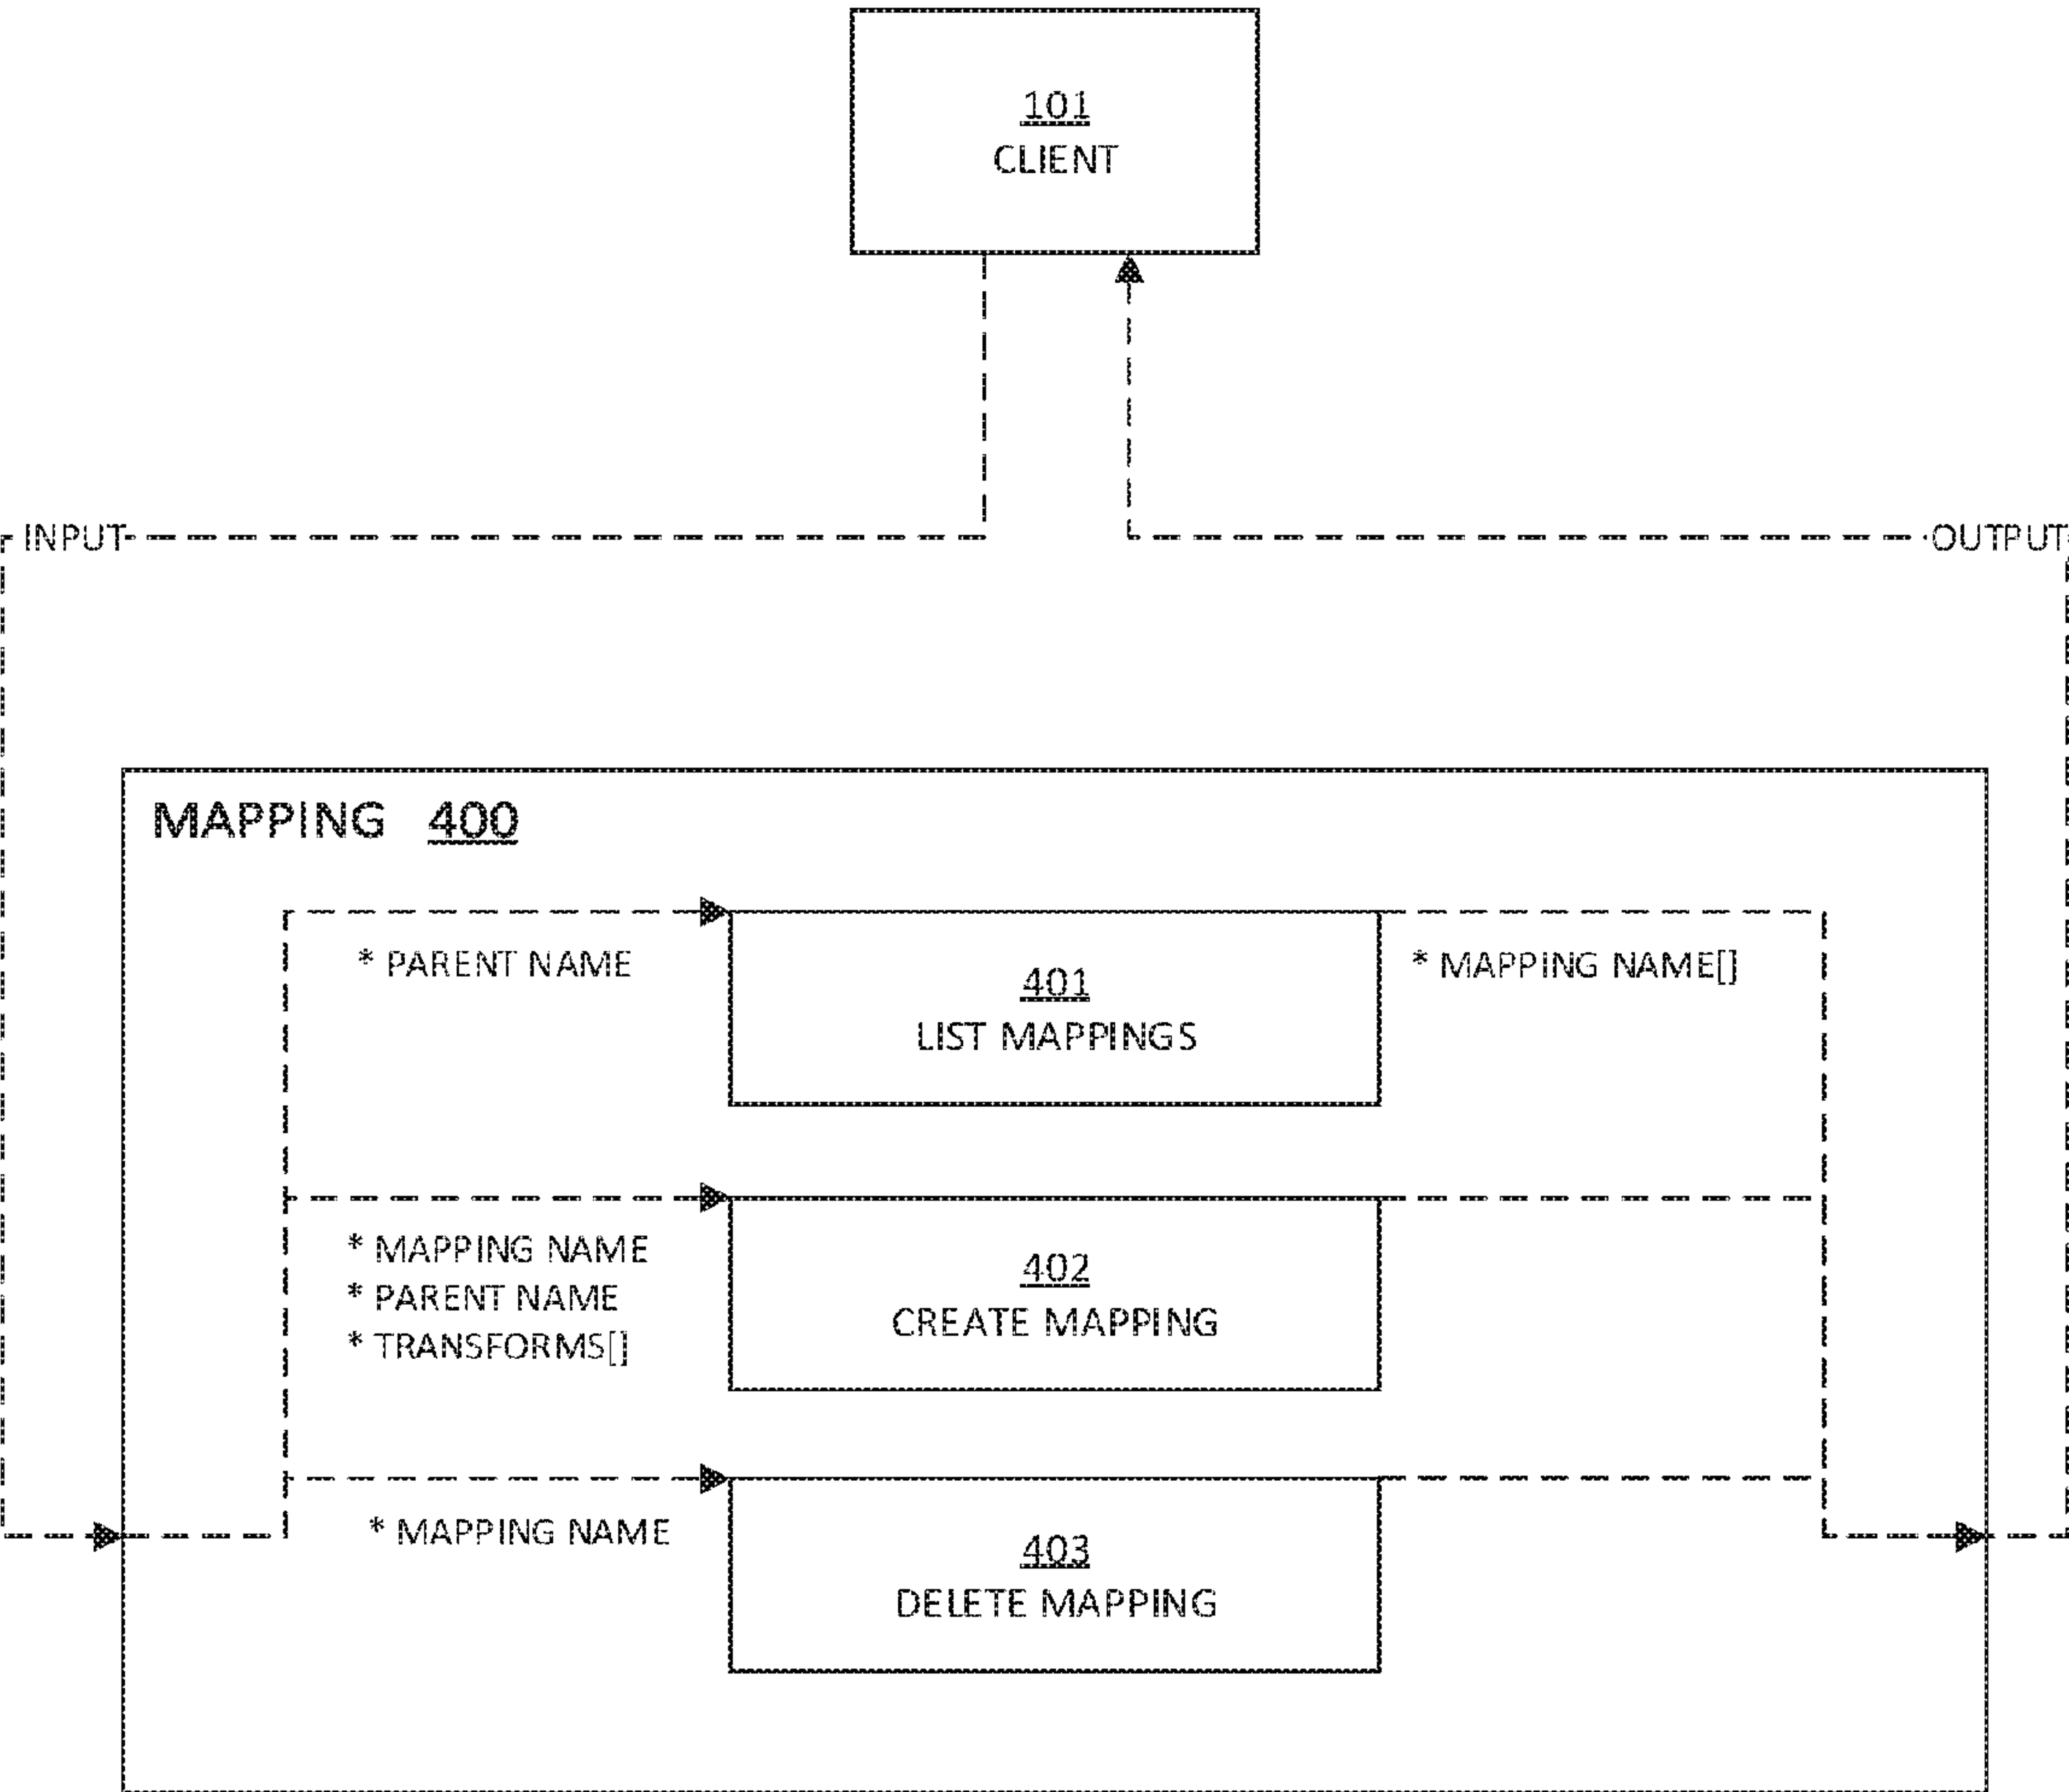 101
CLIENT
INPUT
OUTPUT
MAPPING 400
* PARENT NAME
401
LIST MAPPINGS
* MAPPING NAME[]
* MAPPING NAME
* PARENT NAME
* TRANSFORMS[]
402
CREATE MAPPING
* MAPPING NAME
403
DELETE MAPPING